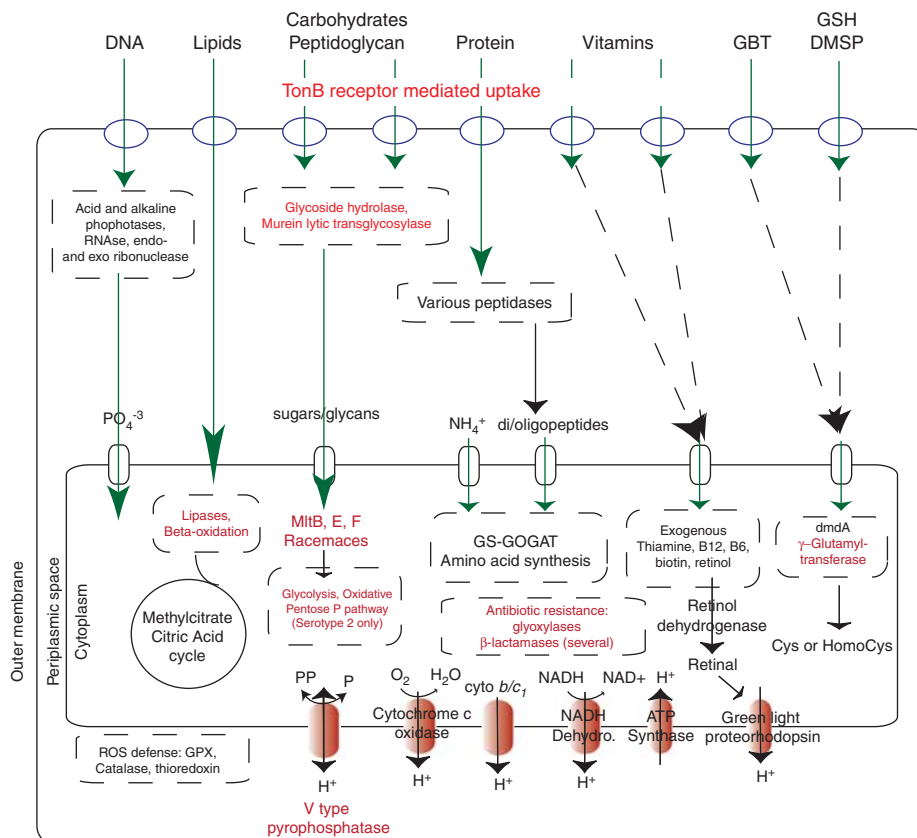 DNA
Lipids
Carbohydrates
Peptidoglycan
Protein
Vitamins
GBT
GSH
DMSP
TonB receptor mediated uptake
Acid and alkaline
phophotases,
RNAse, endo-
and exo ribonuclease
Glycoside hydrolase,
Murein lytic transglycosylase
Various peptidases
PO4-3
sugars/glycans
NH4+
di/oligopeptides
Outer membrane
Periplasmic space
Cytoplasm
Lipases,
Beta-oxidation
MltB, E, F
Racemaces
GS-GOGAT
Amino acid synthesis
Exogenous
Thiamine, B12, B6,
biotin, retinol
dmdA
γ–Glutamyl-
transferase
Methylcitrate
Citric Acid
cycle
Glycolysis, Oxidative
Pentose P pathway
(Serotype 2 only)
Antibiotic resistance:
glyoxylases
β-lactamases (several)
Retinol
dehydrogenase
Retinal
Cys or HomoCys
PP
P
O2
H2O
Cytochrome c
oxidase
cyto b/c1
NADH
NAD+
NADH
Dehydro.
H+
ATP
Synthase
Green light
proteorhodopsin
ROS defense: GPX,
Catalase, thioredoxin
H+
H+
H+
H+
H+
V type
pyrophosphatase